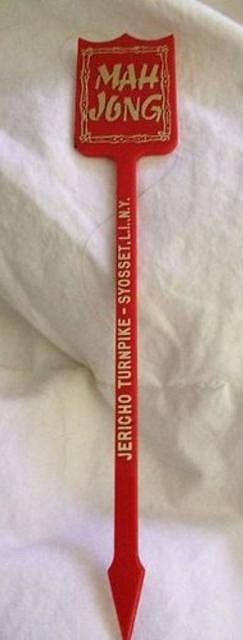 MAH
JONG
JERICHO TURNPIKE - SYOSSET, L.I., N.Y.